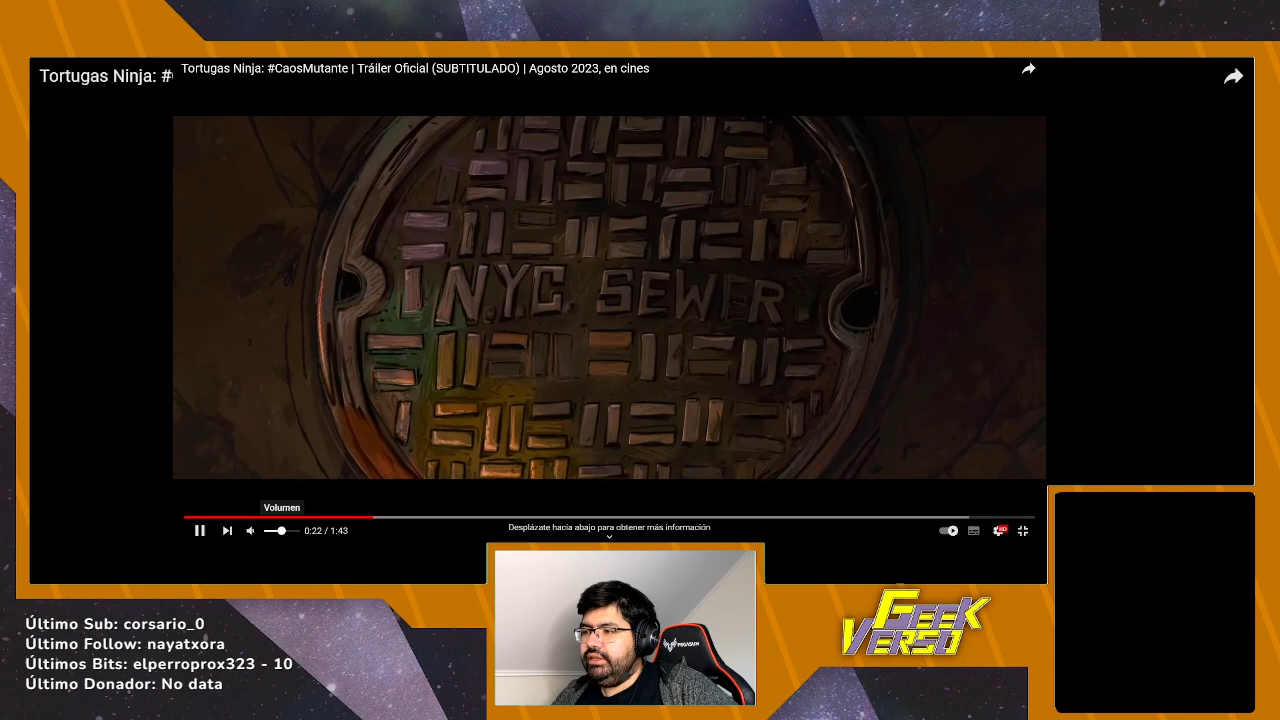 Tortugas Ninja: #
Tortugas Ninja: #CaosMutante | Tráiler Oficial (SUBTITULADO) | Agosto 2023, en cines
N.Y.C. SEWER
Volumen
0:22 / 1:43
Desplázate hacia abajo para obtener más información
HD
Último Sub: corsario_0
Último Follow: nayatxora
Últimos Bits: elperroprox323 - 10
Último Donador: No data
PEGASUN
GEEK
VERSO